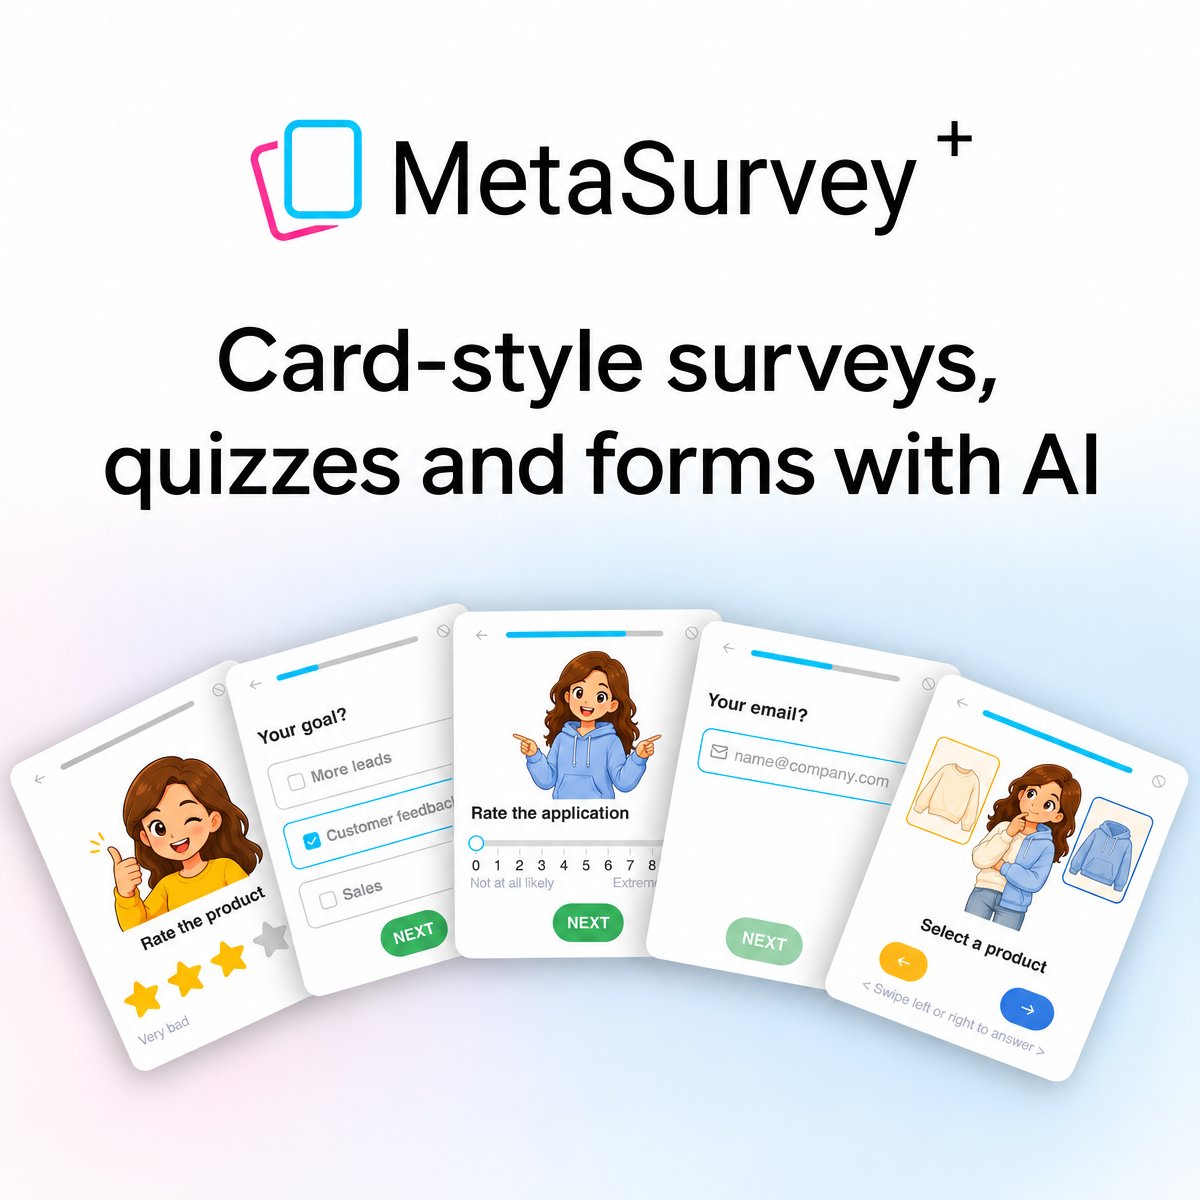 MetaSurvey +
Card-style surveys,
quizzes and forms with AI
Rate the product
Very bad
Your goal?
More leads
Customer feedback
Sales
NEXT
Rate the application
0 1 2 3 4 5 6 7 8
Not at all likely
Extreme
NEXT
Your email?
name@company.com
NEXT
Select a product
< Swipe left or right to answer >